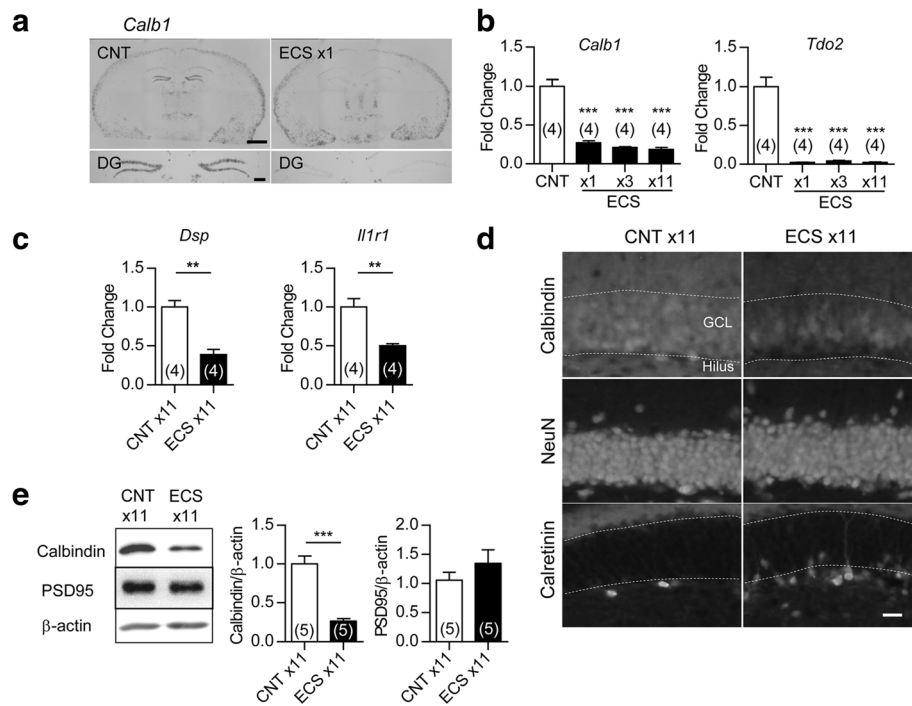 a
Calb1
CNT
ECS x1
DG
DG
b
Calb1
Tdo2
Fold Change
1.5
1.0
0.5
0.0
(4)
***
(4)
***
(4)
***
(4)
CNT
x1
x3
x11
ECS
Fold Change
1.5
1.0
0.5
0.0
(4)
***
(4)
***
(4)
***
(4)
CNT
x1
x3
x11
ECS
c
Dsp
Il1r1
Fold Change
1.5
1.0
0.5
0.0
**
(4)
(4)
CNT x11
ECS x11
Fold Change
1.5
1.0
0.5
0.0
**
(4)
(4)
CNT x11
ECS x11
d
CNT x11
ECS x11
Calbindin
GCL
Hilus
NeuN
Calretinin
e
CNT x11
ECS x11
Calbindin
PSD95
β-actin
Calbindin/β-actin
1.5
1.0
0.5
0.0
***
(5)
(5)
CNT x11
ECS x11
PSD95/β-actin
2.0
1.5
1.0
0.5
0.0
(5)
(5)
CNT x11
ECS x11